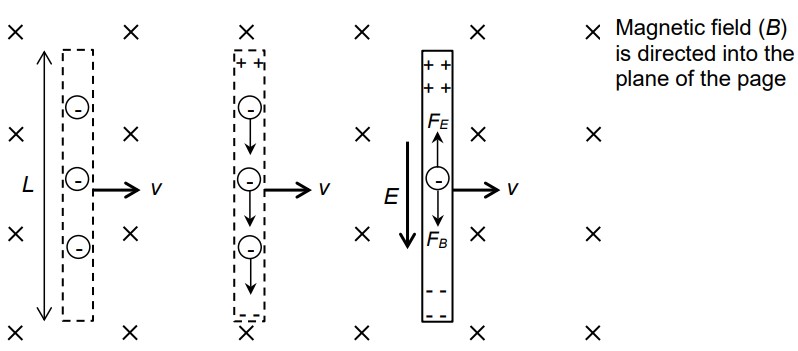 Magnetic field (B)
is directed into the
plane of the page
L
-
-
-
v
+ +
-
-
-
- -
v
E
+ +
+ +
F_E
-
F_B
- -
- -
v